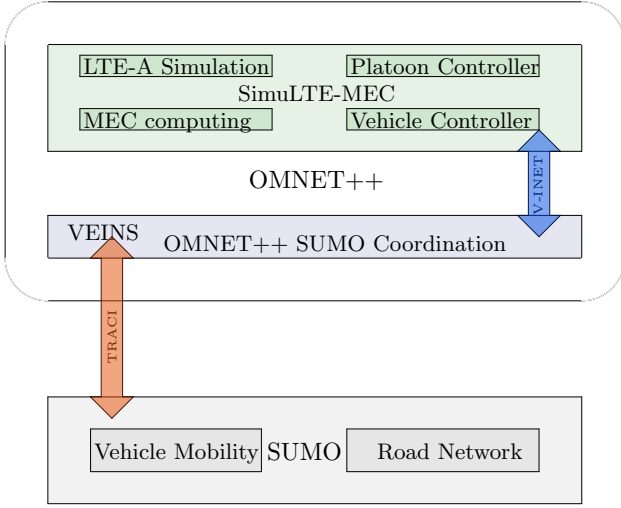 LTE-A Simulation
Platoon Controller
SimuLTE-MEC
MEC computing
Vehicle Controller
OMNET++
V-INET
VEINS
OMNET++ SUMO Coordination
TRACI
Vehicle Mobility
SUMO
Road Network